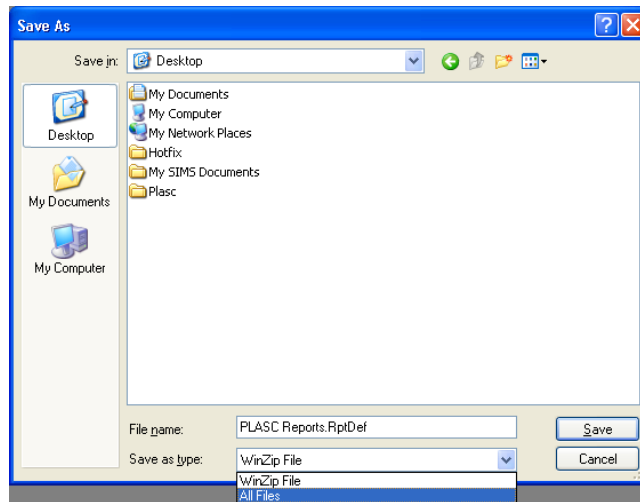 Save As
Save in:
Desktop
Desktop
My Documents
My Computer
My Documents
My Computer
My Network Places
Hotfix
My SIMS Documents
Plasc
File name:
PLASC Reports.RptDef
Save
Save as type:
WinZip File
Cancel
WinZip File
All Files